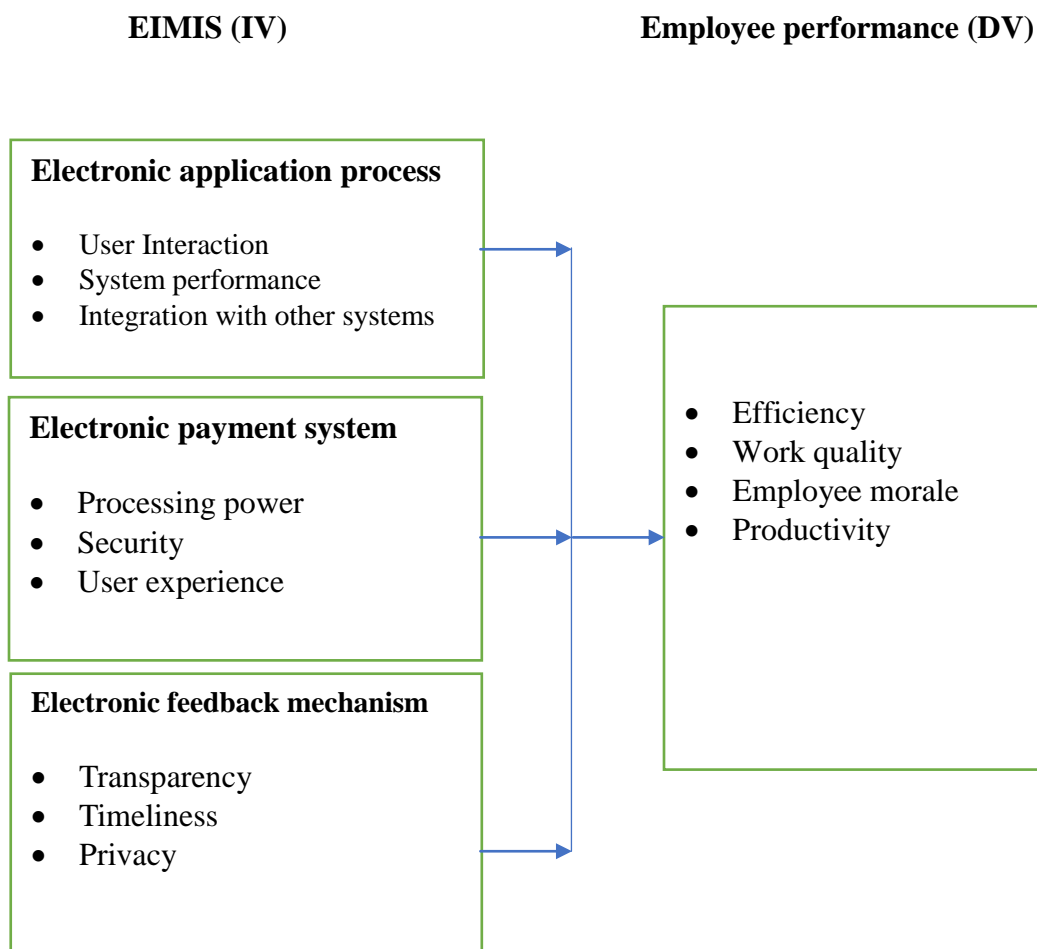 EIMIS (IV)
Employee performance (DV)
Electronic application process
• User Interaction
• System performance
• Integration with other systems
Electronic payment system
• Processing power
• Security
• User experience
Electronic feedback mechanism
• Transparency
• Timeliness
• Privacy
• Efficiency
• Work quality
• Employee morale
• Productivity